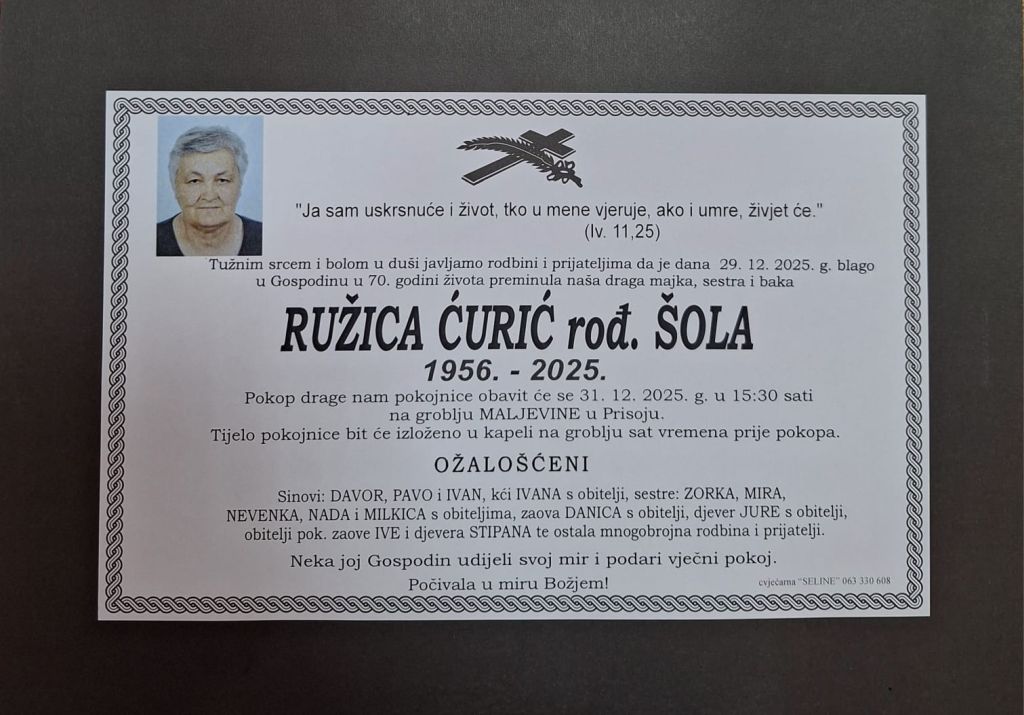 "Ja sam uskrsnuće i život, tko u mene vjeruje, ako i umre, živjet će."
(Iv. 11,25)
Tužnim srcem i bolom u duši javljamo rodbini i prijateljima da je dana 29. 12. 2025. g. blago
u Gospodinu u 70. godini života preminula naša draga majka, sestra i baka
RUŽICA ĆURIĆ rođ. ŠOLA
1956. - 2025.
Pokop drage nam pokojnice obavit će se 31. 12. 2025. g. u 15:30 sati
na groblju MALJEVINE u Prisoju.
Tijelo pokojnice bit će izloženo u kapeli na groblju sat vremena prije pokopa.
OŽALOŠĆENI
Sinovi: DAVOR, PAVO i IVAN, kći IVANA s obitelji, sestre: ZORKA, MIRA,
NEVENKA, NADA i MILKICA s obiteljima, zaova DANICA s obitelji, djever JURE s obitelji,
obitelji pok. zaove IVE i djevera STIPANA te ostala mnogobrojna rodbina i prijatelji.
Neka joj Gospodin udijeli svoj mir i podari vječni pokoj.
Počivala u miru Božjem!
cvjećarna "SELINE" 063 330 608